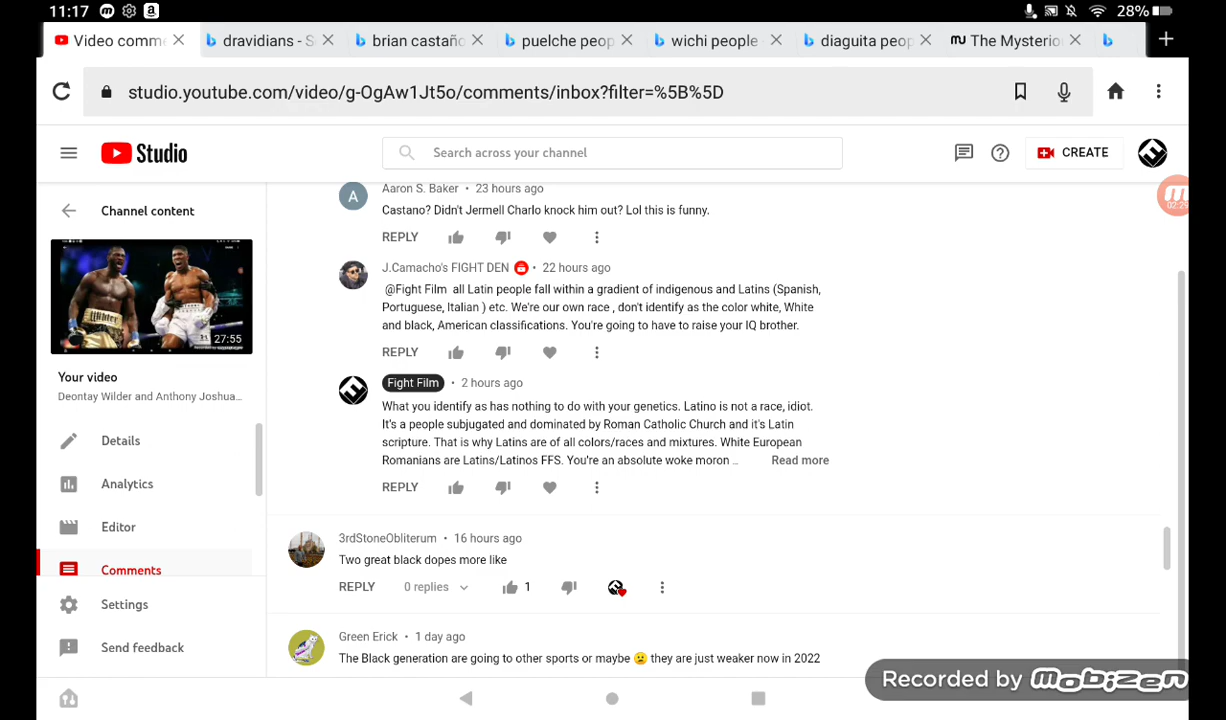 11:17
28%
Video comme
dravidians - S
brian castaño
puelche peop
wichi people
diaguita peop
The Mysterio
studio.youtube.com/video/g-OgAw1Jt5o/comments/inbox?filter=%5B%5D
Studio
Search across your channel
CREATE
02:29
Channel content
27:55
Your video
Deontay Wilder and Anthony Joshua...
Details
Analytics
Editor
Comments
Settings
Send feedback
Aaron S. Baker • 23 hours ago
Castano? Didn't Jermell Charlo knock him out? Lol this is funny.
REPLY
J.Camacho's FIGHT DEN • 22 hours ago
@Fight Film all Latin people fall within a gradient of indigenous and Latins (Spanish,
Portuguese, Italian ) etc. We're our own race , don't identify as the color white, White
and black, American classifications. You're going to have to raise your IQ brother.
REPLY
Fight Film • 2 hours ago
What you identify as has nothing to do with your genetics. Latino is not a race, idiot.
It's a people subjugated and dominated by Roman Catholic Church and it's Latin
scripture. That is why Latins are of all colors/races and mixtures. White European
Romanians are Latins/Latinos FFS. You're an absolute woke moron ... Read more
REPLY
3rdStoneObliterum • 16 hours ago
Two great black dopes more like
REPLY 0 replies 1
Green Erick • 1 day ago
The Black generation are going to other sports or maybe 😦 they are just weaker now in 2022
Recorded by mobizen